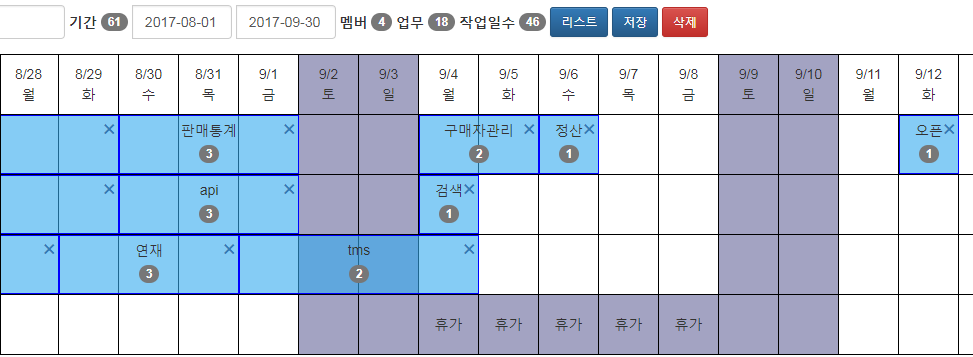 기간 61 2017-08-01 2017-09-30 멤버 4 업무 18 작업일수 46 리스트 저장 삭제
8/28 8/29 8/30 8/31 9/1 9/2 9/3 9/4 9/5 9/6 9/7 9/8 9/9 9/10 9/11 9/12
월 화 수 목 금 토 일 월 화 수 목 금 토 일 월 화
✕ 판매통계 ✕ 구매자관리 ✕ 정산 ✕ 오픈 ✕
3 2 1 1
✕ api ✕ 검색 ✕
3 1
✕ 연재 ✕ tms ✕
3 2
휴가 휴가 휴가 휴가 휴가